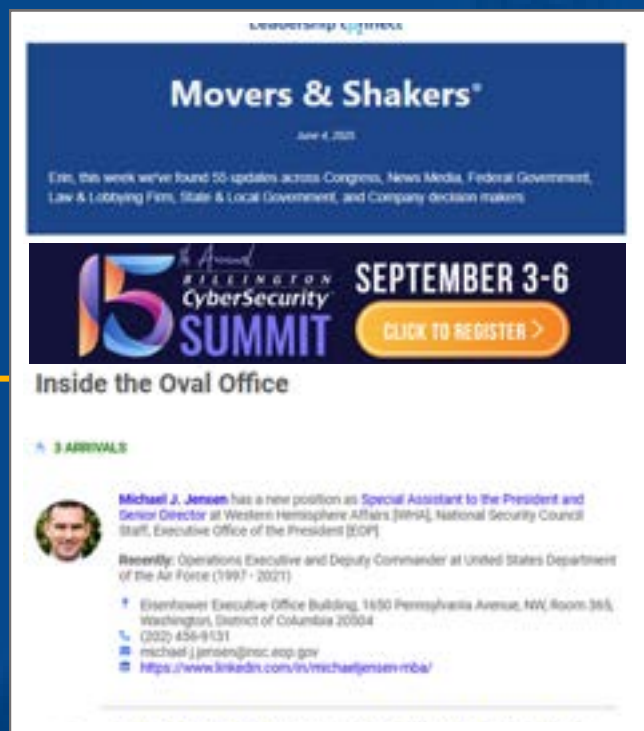 Leadership Connect
Movers & Shakers®
June 4, 2025
Erin, this week we've found 55 updates across Congress, News Media, Federal Government,
Law & Lobbying Firm, State & Local Government, and Company decision makers
15 th Annual
BILLINGTON
CyberSecurity
SUMMIT
SEPTEMBER 3-6
CLICK TO REGISTER >
Inside the Oval Office
3 ARRIVALS
Michael J. Jensen has a new position as Special Assistant to the President and
Senior Director at Western Hemisphere Affairs [WHA], National Security Council
Staff, Executive Office of the President [EOP]
Recently: Operations Executive and Deputy Commander at United States Department
of the Air Force (1997 - 2021)
Eisenhower Executive Office Building, 1650 Pennsylvania Avenue, NW, Room 365,
Washington, District of Columbia 20504
(202) 456-9131
michael.j.jensen@nsc.eop.gov
https://www.linkedin.com/in/michaeljensen-mba/